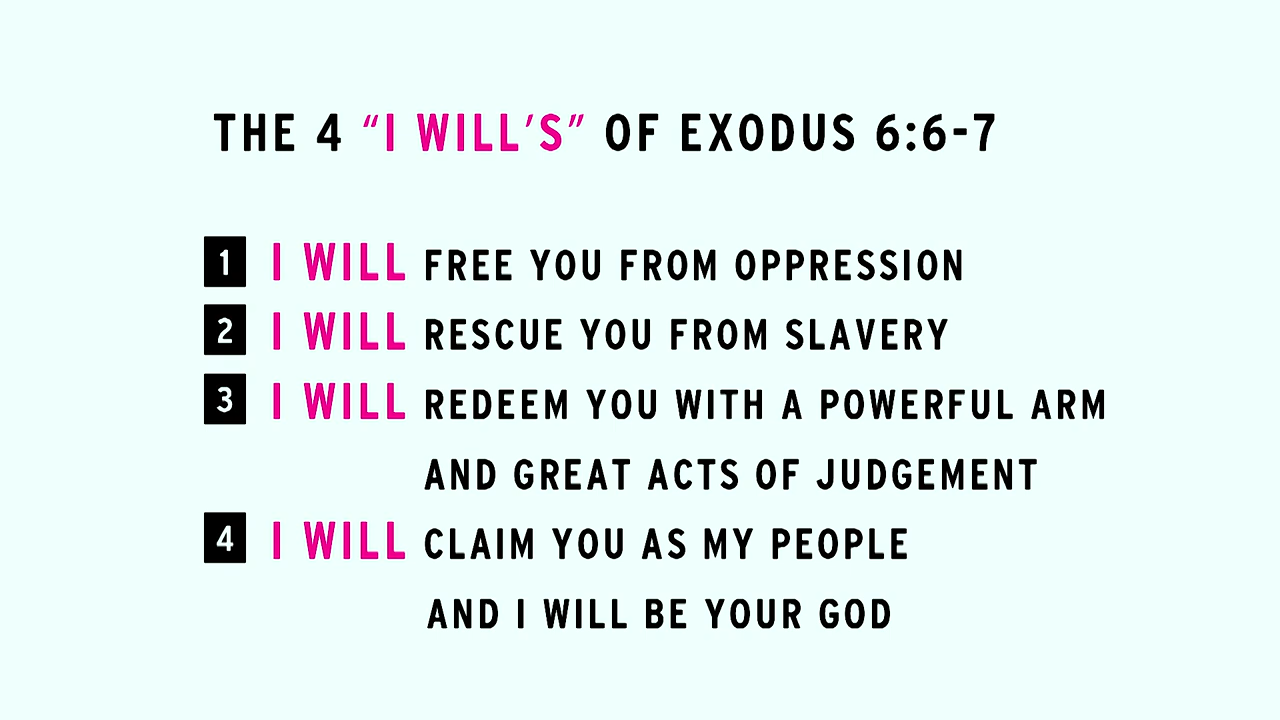 THE 4 “I WILL’S” OF EXODUS 6:6-7
1 I WILL FREE YOU FROM OPPRESSION
2 I WILL RESCUE YOU FROM SLAVERY
3 I WILL REDEEM YOU WITH A POWERFUL ARM
AND GREAT ACTS OF JUDGEMENT
4 I WILL CLAIM YOU AS MY PEOPLE
AND I WILL BE YOUR GOD